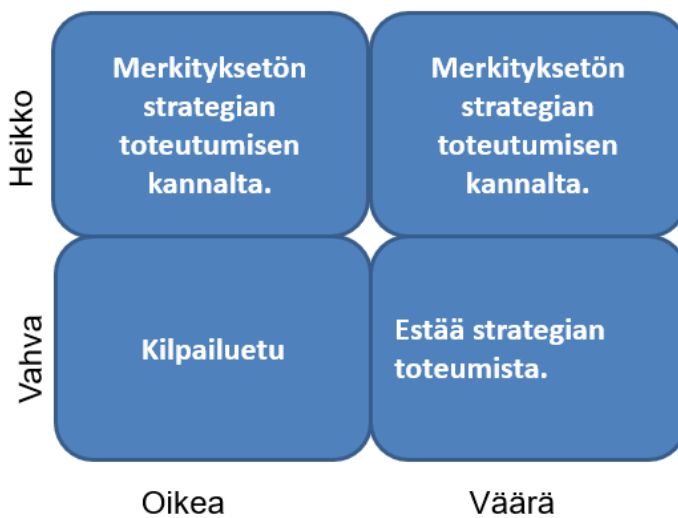 Heikko
Merkityksetön
strategian
toteutumisen
kannalta.
Merkityksetön
strategian
toteutumisen
kannalta.
Vahva
Kilpailuetu
Estää strategian
toteumista.
Oikea
Väärä